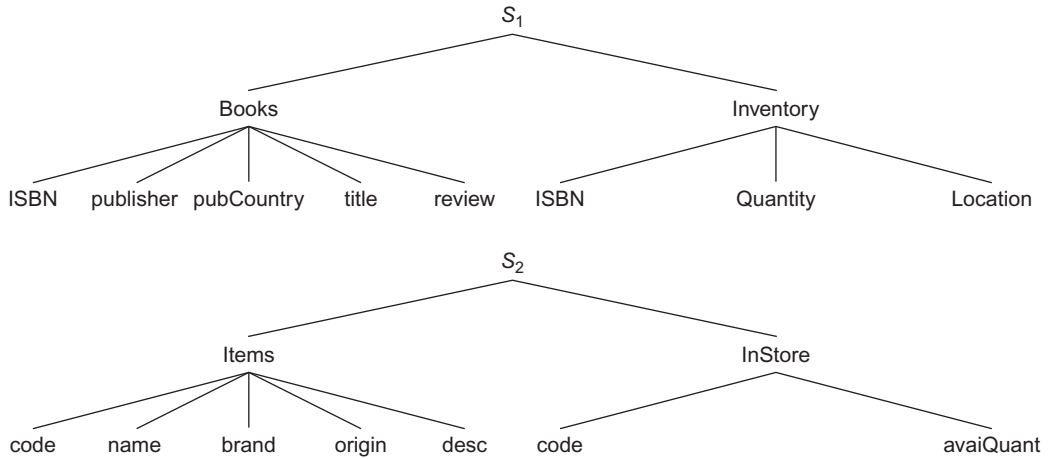 S1
Books Inventory
ISBN publisher pubCountry title review ISBN Quantity Location
S2
Items InStore
code name brand origin desc code avaiQuant